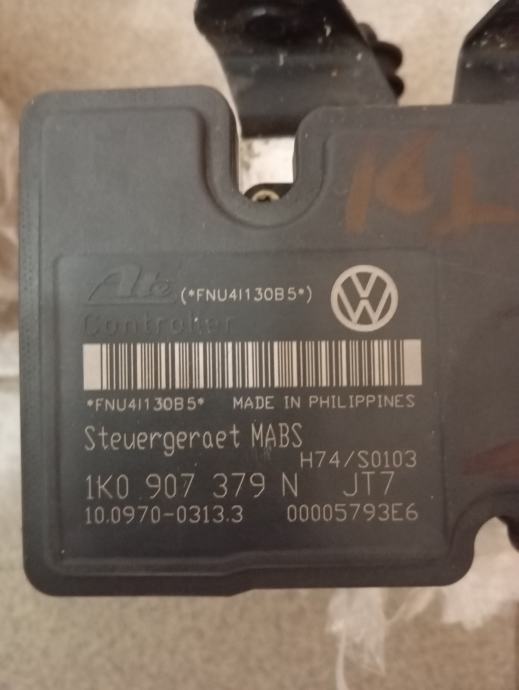 Ate (*FNU4I130B5*)
Controller
*FNU4I130B5* MADE IN PHILIPPINES
Steuergeraet MABS
H74/S0103
1K0 907 379 N JT7
10.0970-0313.3 00005793E6